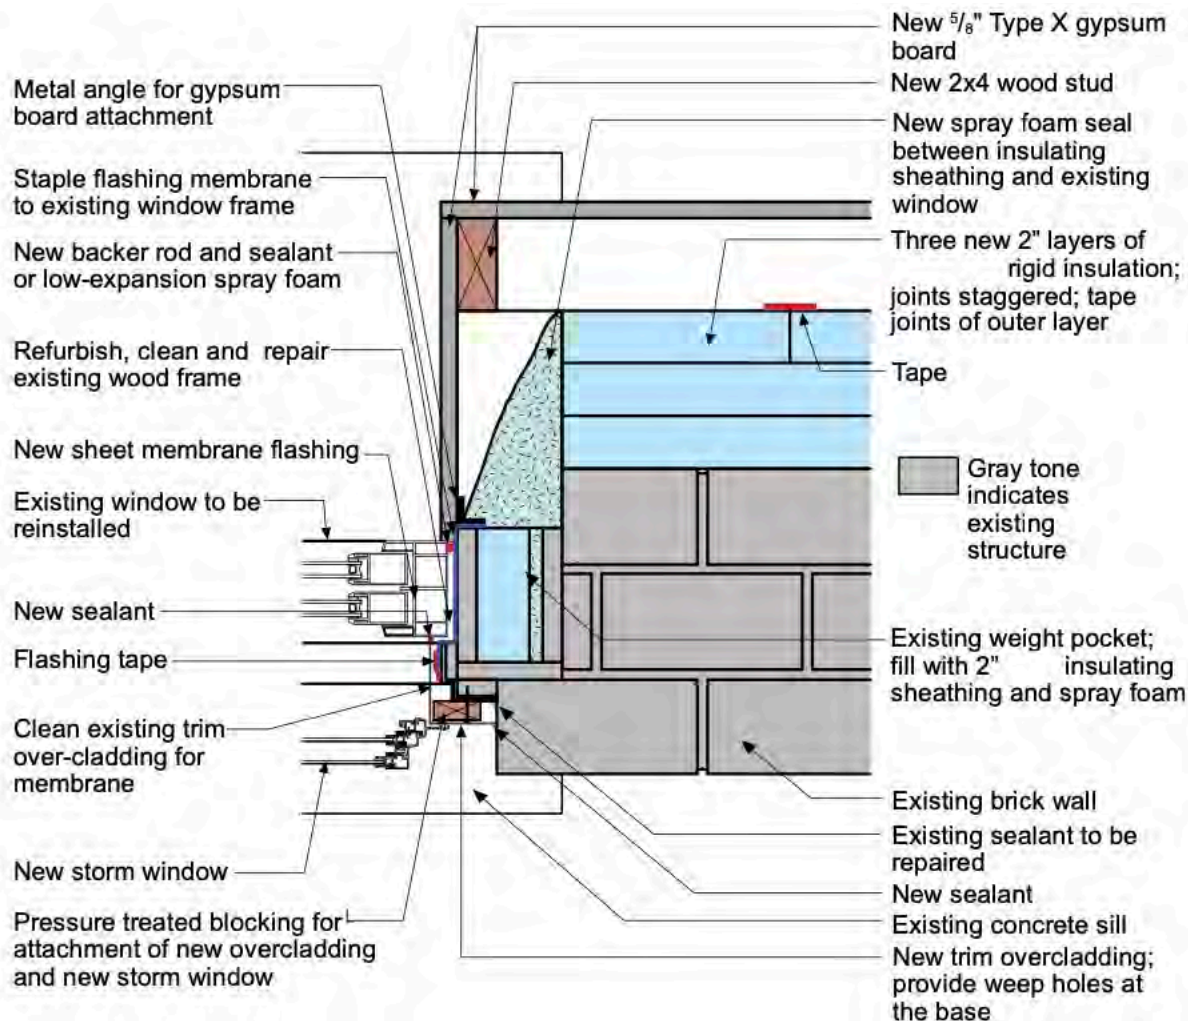 Metal angle for gypsum
board attachment
Staple flashing membrane
to existing window frame
New backer rod and sealant
or low-expansion spray foam
Refurbish, clean and repair
existing wood frame
New sheet membrane flashing
Existing window to be
reinstalled
New sealant
Flashing tape
Clean existing trim
over-cladding for
membrane
New storm window
Pressure treated blocking for
attachment of new overcladding
and new storm window
New 5/8" Type X gypsum
board
New 2x4 wood stud
New spray foam seal
between insulating
sheathing and existing
window
Three new 2" layers of
rigid insulation;
joints staggered; tape
joints of outer layer
Tape
Gray tone
indicates
existing
structure
Existing weight pocket;
fill with 2" insulating
sheathing and spray foam
Existing brick wall
Existing sealant to be
repaired
New sealant
Existing concrete sill
New trim overcladding;
provide weep holes at
the base